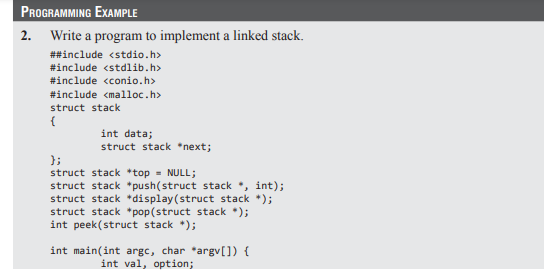 PROGRAMMING EXAMPLE
2. Write a program to implement a linked stack.
##include <stdio.h>
#include <stdlib.h>
#include <conio.h>
#include <malloc.h>
struct stack
{
int data;
struct stack *next;
};
struct stack *top = NULL;
struct stack *push(struct stack *, int);
struct stack *display(struct stack *);
struct stack *pop(struct stack *);
int peek(struct stack *);
int main(int argc, char *argv[]) {
int val, option;